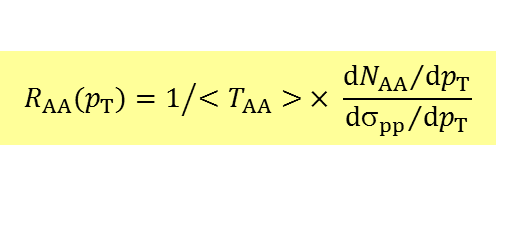 R_AA(p_T) = 1/< T_AA > × (dN_AA/dp_T)/(dσ_pp/dp_T)